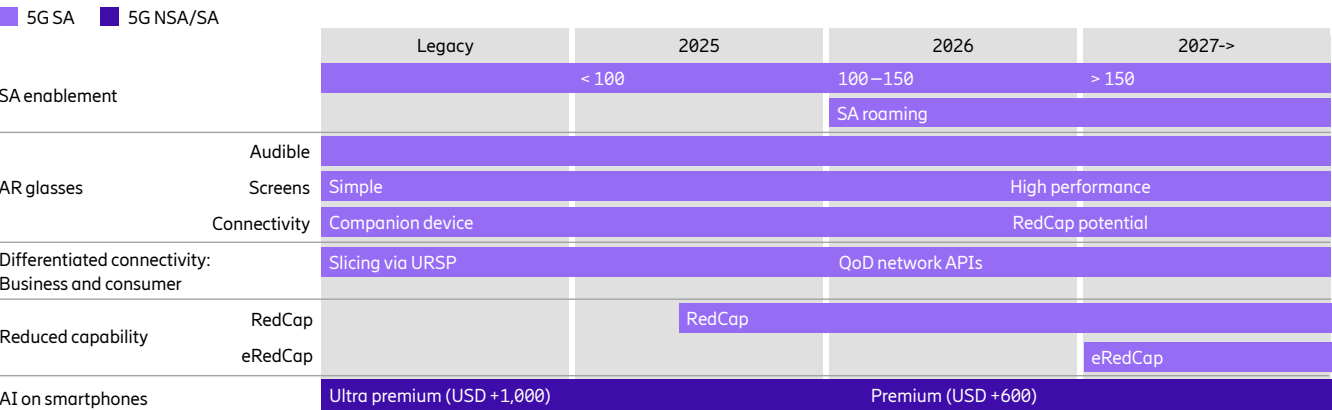 5G SA 5G NSA/SA
Legacy 2025 2026 2027->
SA enablement < 100 100–150 > 150
SA roaming
Audible
AR glasses Screens Simple High performance
Connectivity Companion device RedCap potential
Differentiated connectivity: Slicing via URSP QoD network APIs
Business and consumer
RedCap RedCap
Reduced capability
eRedCap eRedCap
AI on smartphones Ultra premium (USD +1,000) Premium (USD +600)